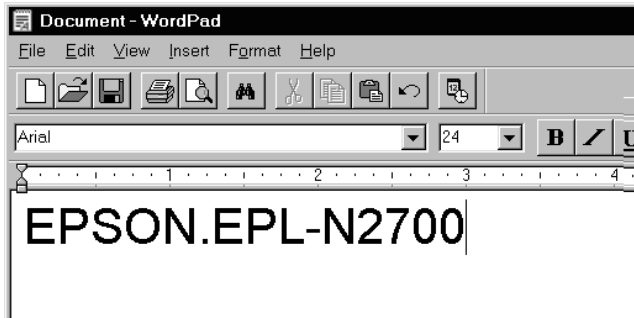 Document - WordPad
File Edit View Insert Format Help
Arial 24 B I U
1 2 3 4
EPSON.EPL-N2700